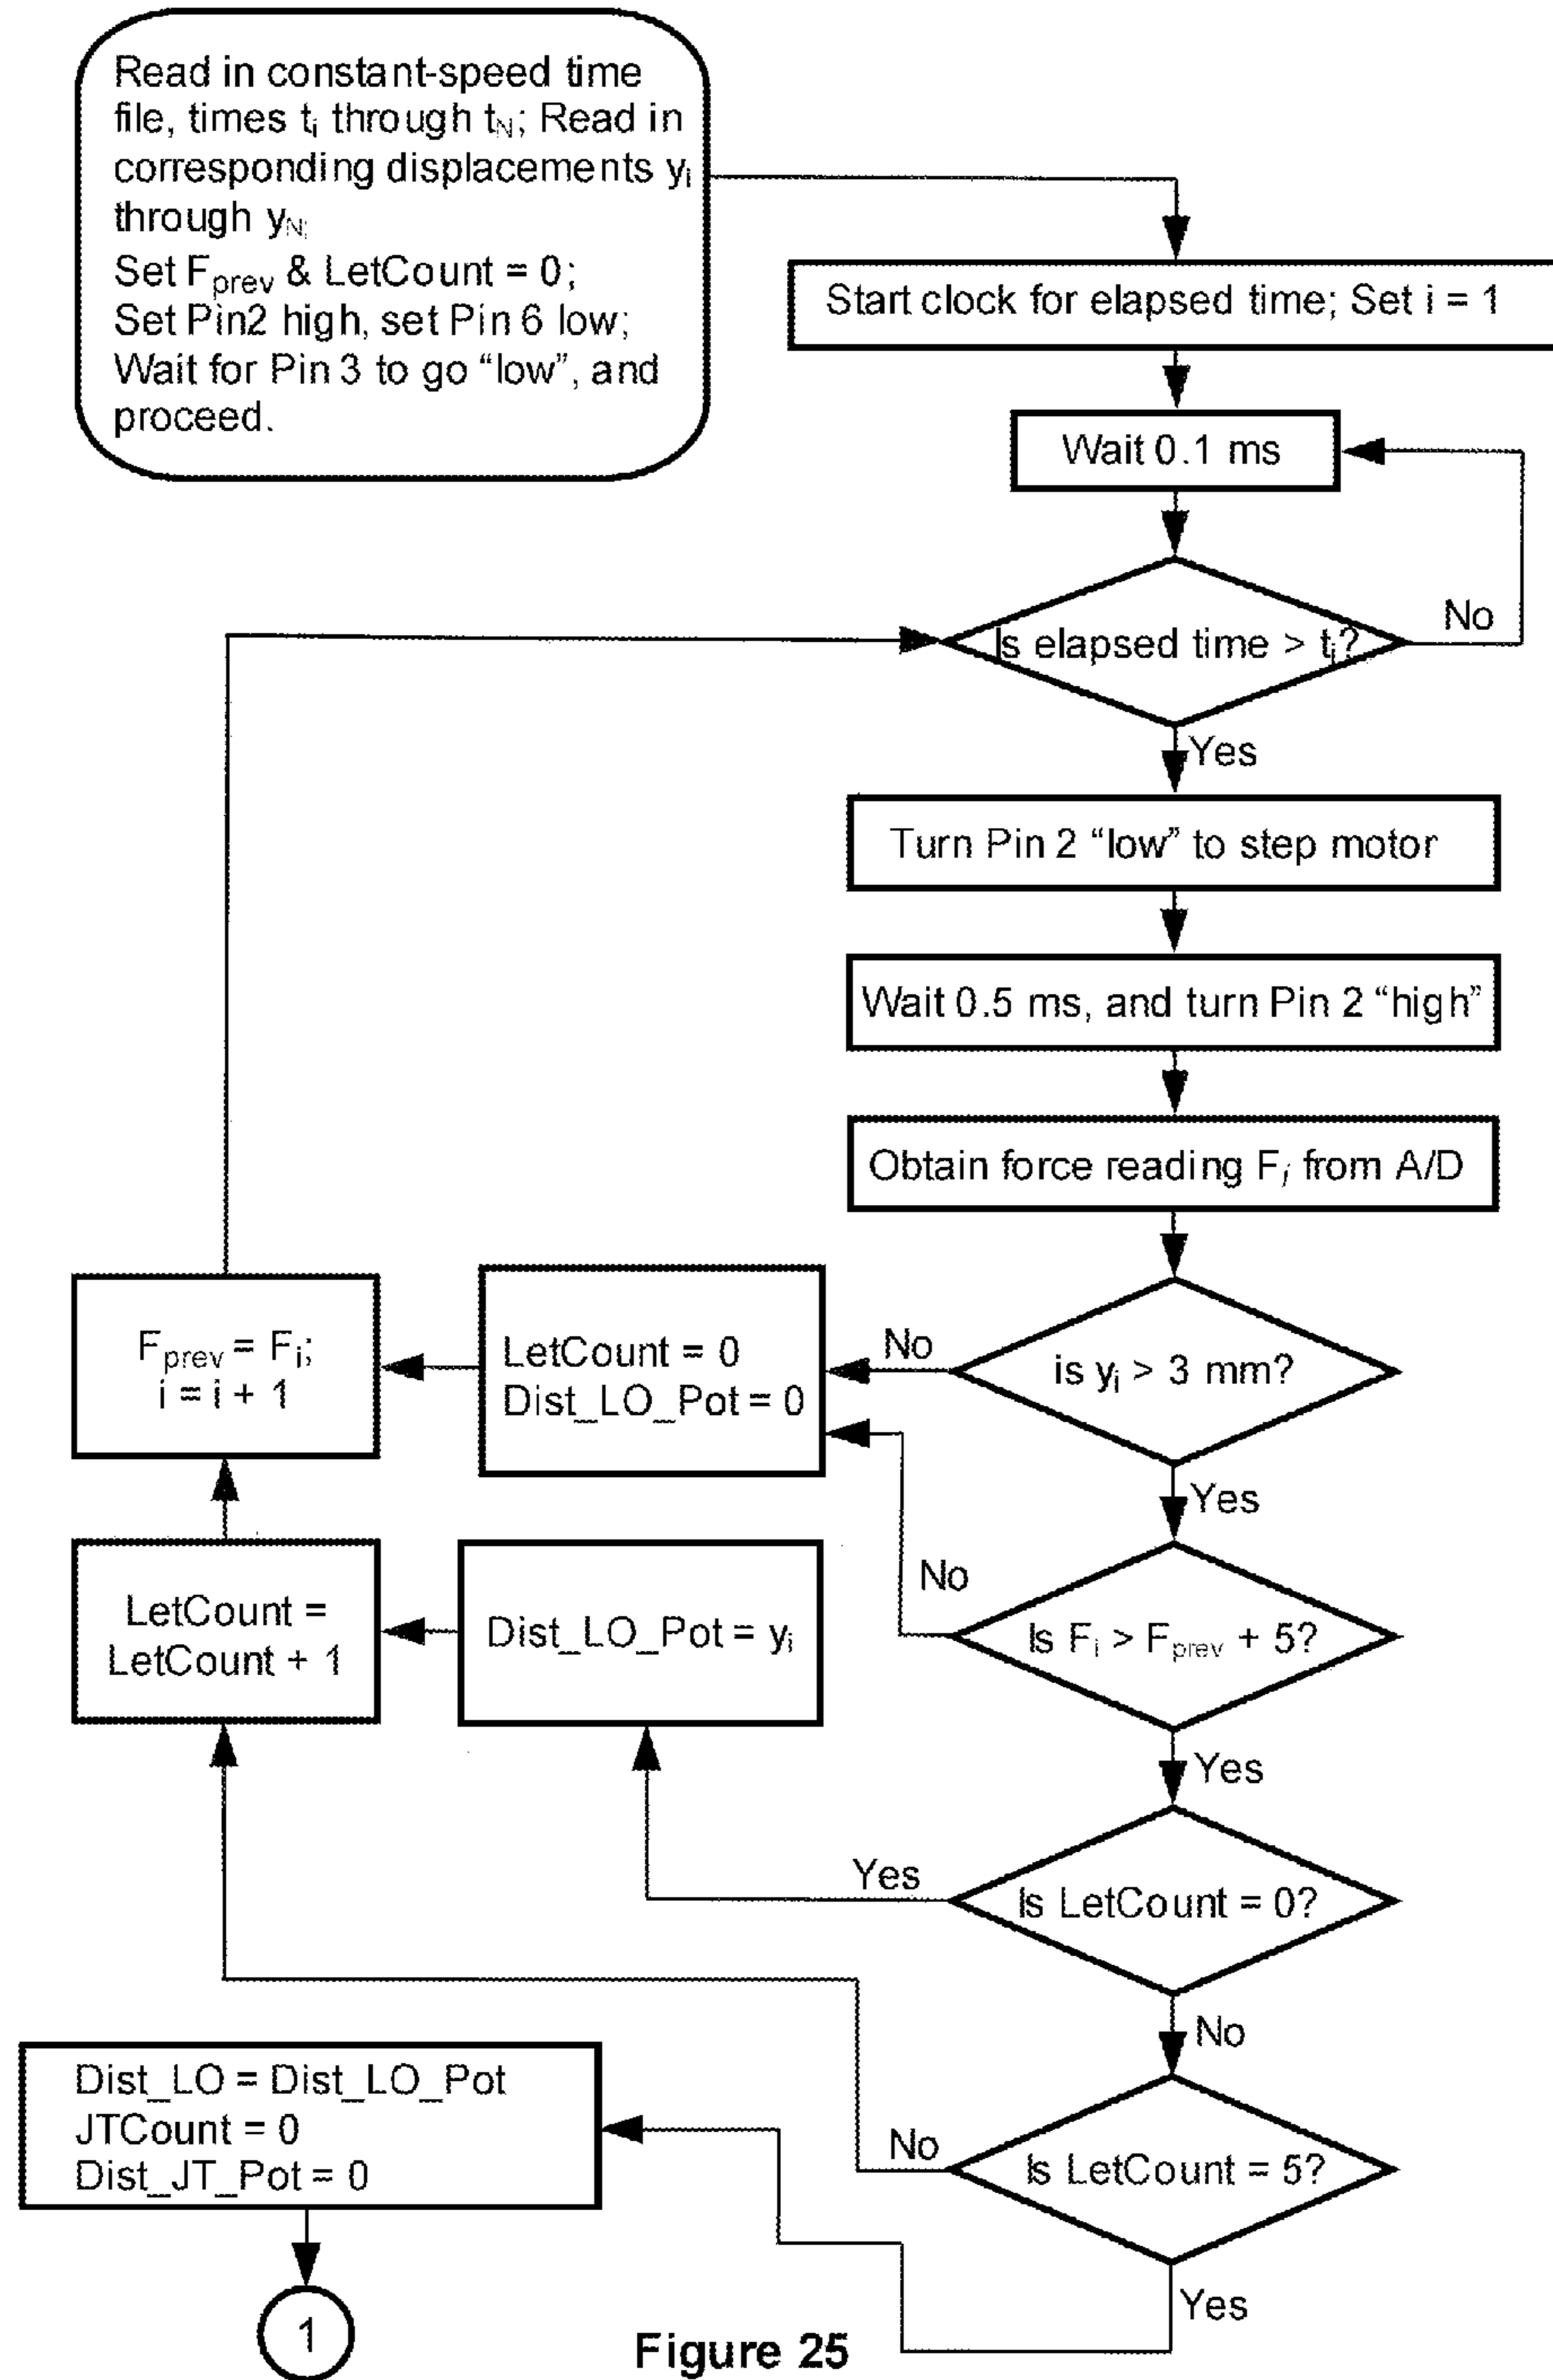 Read in constant-speed time
file, times tᵢ through t_N; Read in
corresponding displacements yᵢ
through y_N;
Set F_prev & LetCount = 0;
Set Pin2 high, set Pin 6 low;
Wait for Pin 3 to go “low”, and
proceed.
Start clock for elapsed time; Set i = 1
Wait 0.1 ms
Is elapsed time > tᵢ?
No
Yes
Turn Pin 2 “low” to step motor
Wait 0.5 ms, and turn Pin 2 “high”
Obtain force reading Fᵢ from A/D
is yᵢ > 3 mm?
No
LetCount = 0
Dist_LO_Pot = 0
F_prev = Fᵢ;
i = i + 1
Yes
Is Fᵢ > F_prev + 5?
No
Yes
Is LetCount = 0?
Yes
Dist_LO_Pot = yᵢ
LetCount =
LetCount + 1
No
Is LetCount = 5?
No
Yes
Dist_LO = Dist_LO_Pot
JTCount = 0
Dist_JT_Pot = 0
1
Figure 25